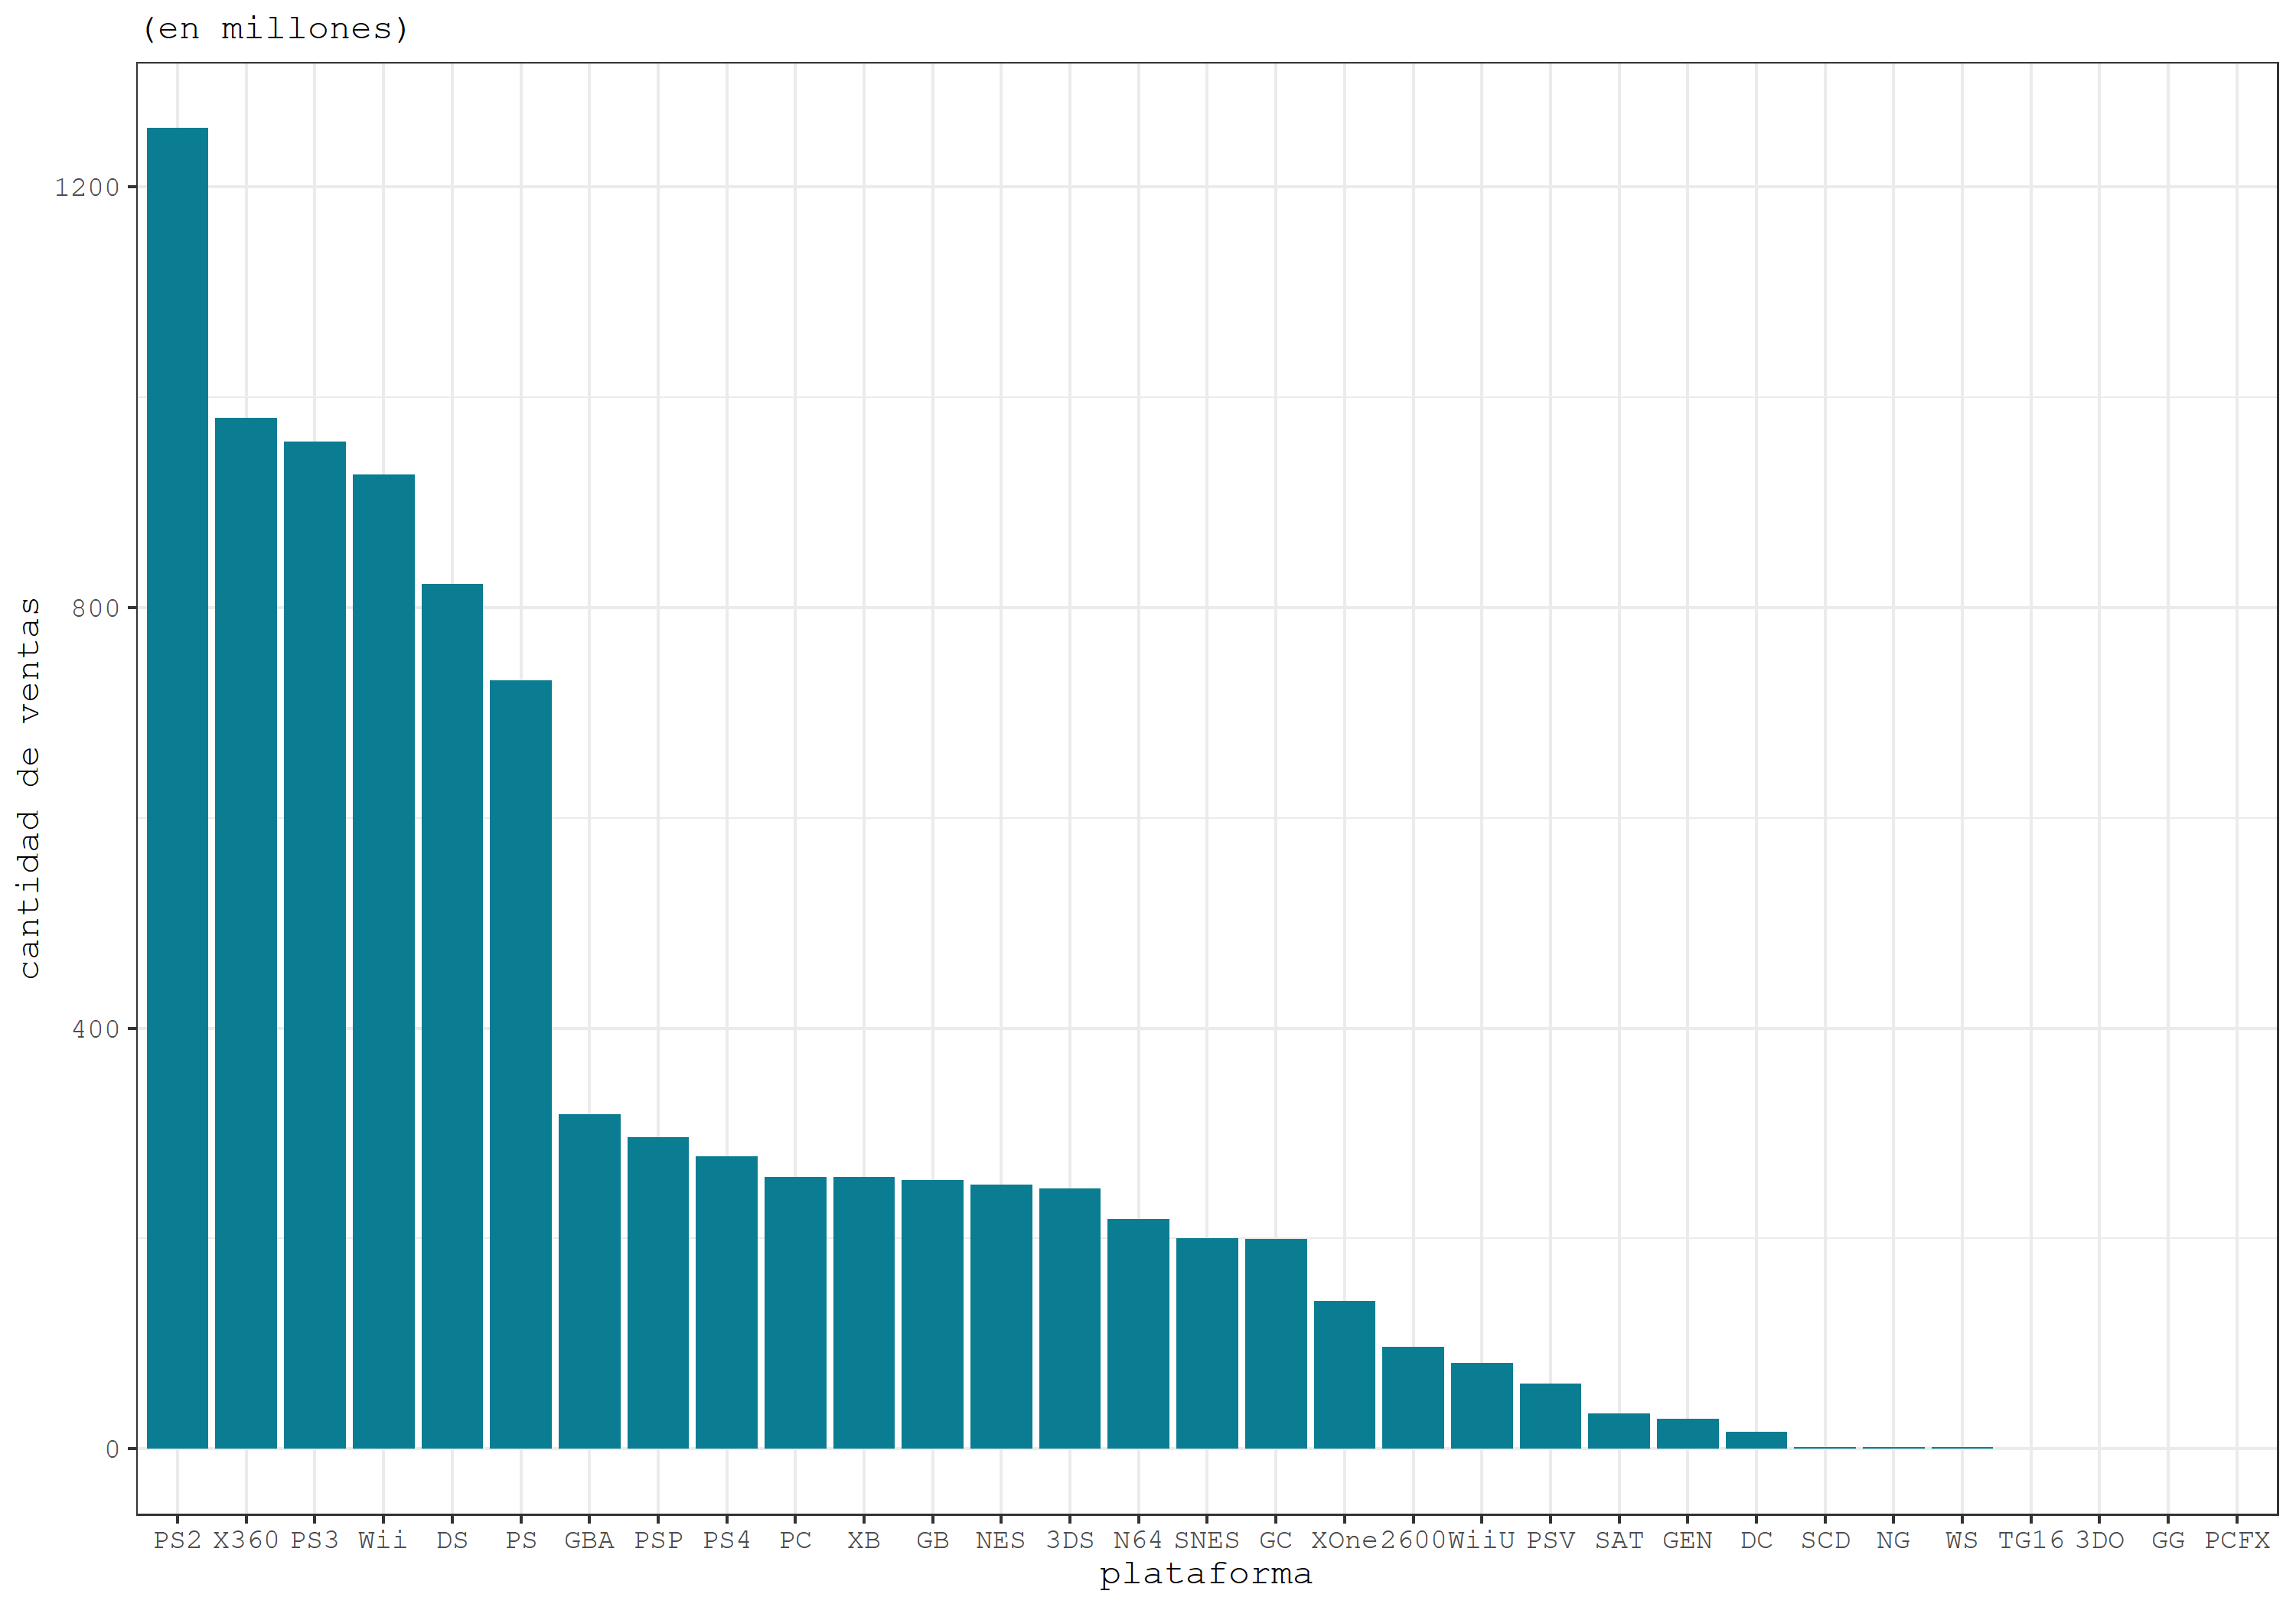 (en millones)
cantidad de ventas
1200
800
400
0
PS2 X360 PS3 Wii DS PS GBA PSP PS4 PC XB GB NES 3DS N64 SNES GC XOne 2600 WiiU PSV SAT GEN DC SCD NG WS TG16 3DO GG PCFX
plataforma